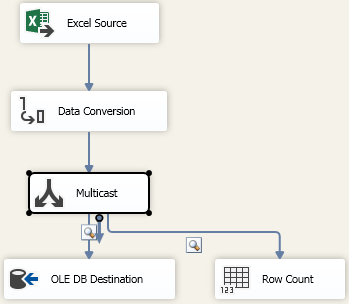 Excel Source
Data Conversion
Multicast
OLE DB Destination
Row Count
123